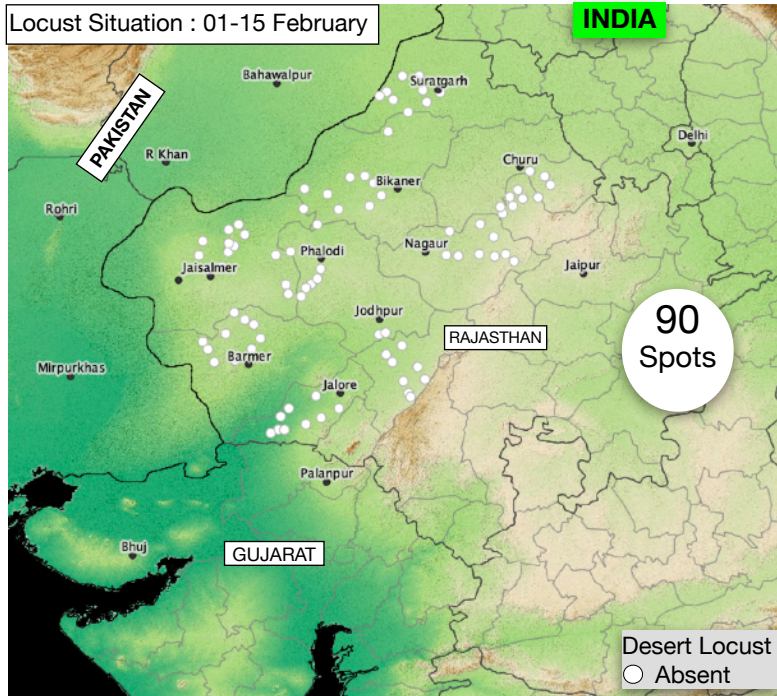 Locust Situation : 01-15 February
INDIA
Bahawalpur
Suratgarh
PAKISTAN
Delhi
R Khan
Churu
Bikaner
Rohri
Nagaur
Phalodi
Jaisalmer
Jaipur
Jodhpur
90
Spots
RAJASTHAN
Barmer
Mirpurkhas
Jalore
Palanpur
Bhuj
GUJARAT
Desert Locust
Absent